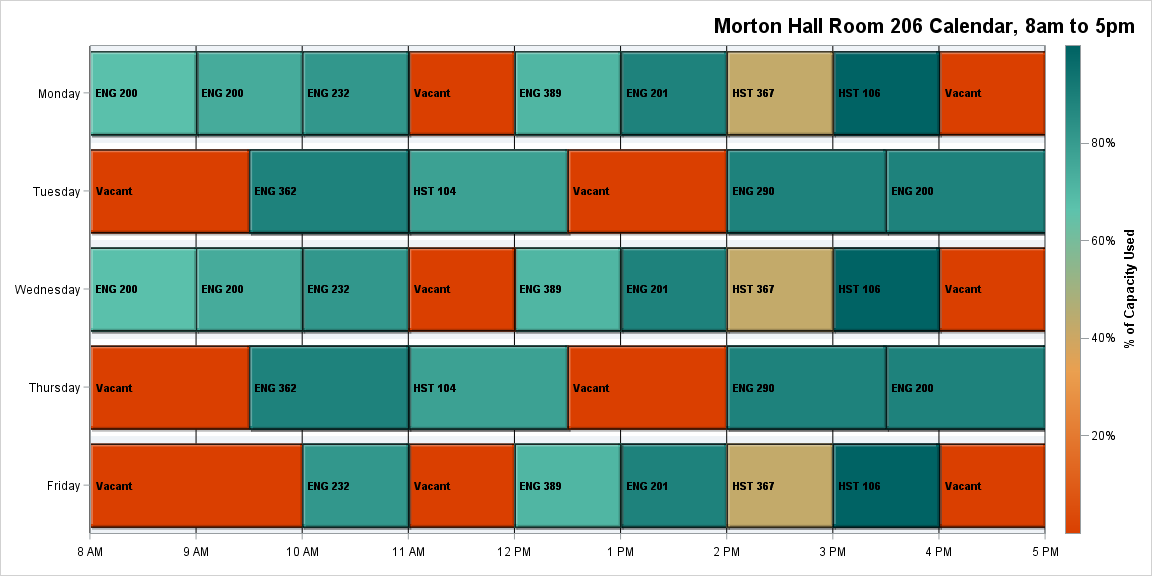 Morton Hall Room 206 Calendar, 8am to 5pm
Monday
ENG 200
ENG 200
ENG 232
Vacant
ENG 389
ENG 201
HST 367
HST 106
Vacant
Tuesday
Vacant
ENG 362
HST 104
Vacant
ENG 290
ENG 200
Wednesday
ENG 200
ENG 200
ENG 232
Vacant
ENG 389
ENG 201
HST 367
HST 106
Vacant
Thursday
Vacant
ENG 362
HST 104
Vacant
ENG 290
ENG 200
Friday
Vacant
ENG 232
Vacant
ENG 389
ENG 201
HST 367
HST 106
Vacant
8 AM
9 AM
10 AM
11 AM
12 PM
1 PM
2 PM
3 PM
4 PM
5 PM
80%
60%
40%
20%
% of Capacity Used